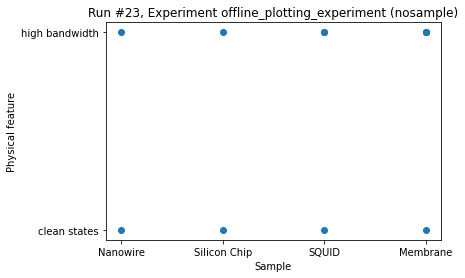 Run #23, Experiment offline_plotting_experiment (nosample)
high bandwidth
Physical feature
clean states
Nanowire
Silicon Chip
SQUID
Membrane
Sample